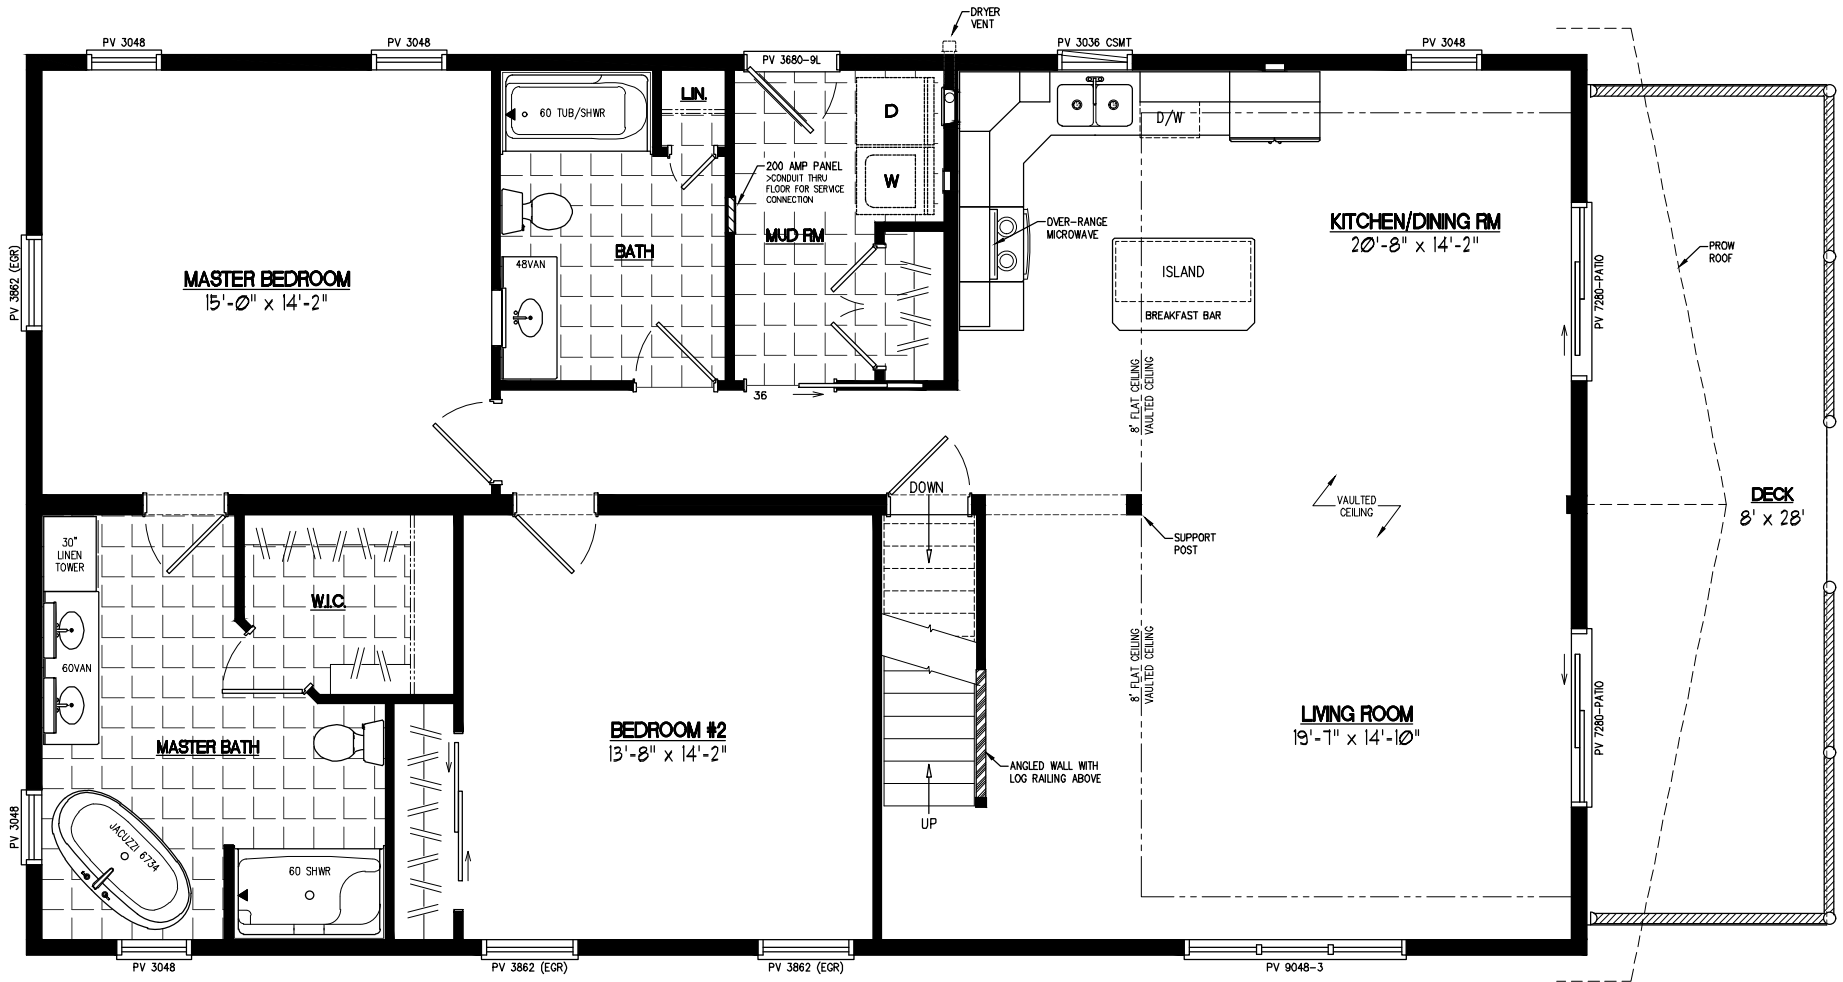 DRYER
VENT
PV 3048
PV 3048
PV 3680-9L
PV 3036 CSMT
PV 3048
60 TUB/SHWR
LIN.
D
D/W
200 AMP PANEL
>CONDUIT THRU
FLOOR FOR SERVICE
CONNECTION
W
MUD RM
OVER-RANGE
MICROWAVE
KITCHEN/DINING RM
20'-8" x 14'-2"
PROW
ROOF
BATH
48VAN
ISLAND
BREAKFAST BAR
MASTER BEDROOM
15'-0" x 14'-2"
PV 3862 (EGR)
PV 7280-PATIO
36
8' FLAT CEILING
VAULTED CEILING
DOWN
VAULTED
CEILING
DECK
8' x 28'
30"
LINEN
TOWER
SUPPORT
POST
W.I.C.
60VAN
8' FLAT CEILING
VAULTED CEILING
MASTER BATH
BEDROOM #2
13'-8" x 14'-2"
LIVING ROOM
19'-7" x 14'-10"
PV 7280-PATIO
ANGLED WALL WITH
LOG RAILING ABOVE
UP
PV 3048
JACUZZI 6734
60 SHWR
PV 3048
PV 3862 (EGR)
PV 3862 (EGR)
PV 9048-3